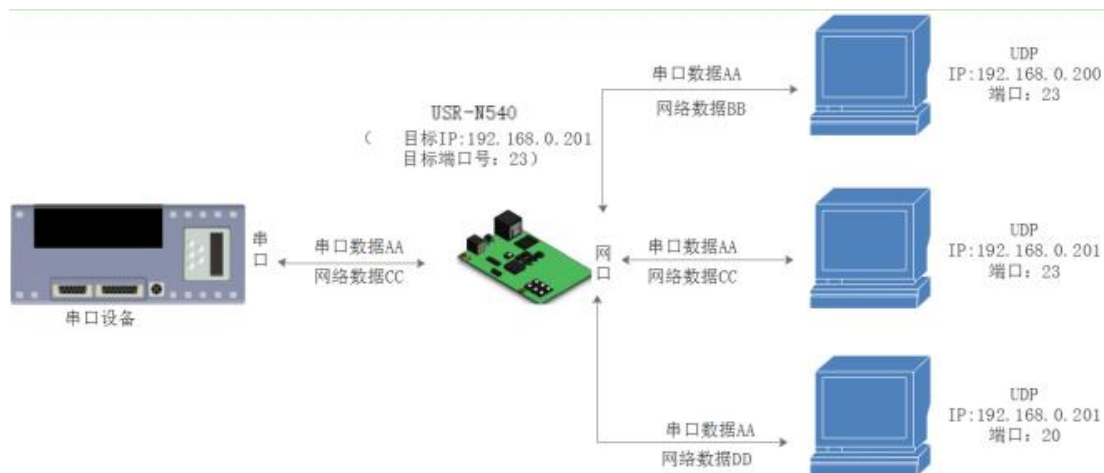 串口数据AA
网络数据BB
UDP
IP:192.168.0.200
端口: 23
USR-N540
( 目标IP:192.168.0.201
目标端口号: 23)
串口
串口数据AA
网络数据CC
串口设备
网口
串口数据AA
网络数据CC
UDP
IP:192.168.0.201
端口: 23
串口数据AA
网络数据DD
UDP
IP:192.168.0.201
端口: 20